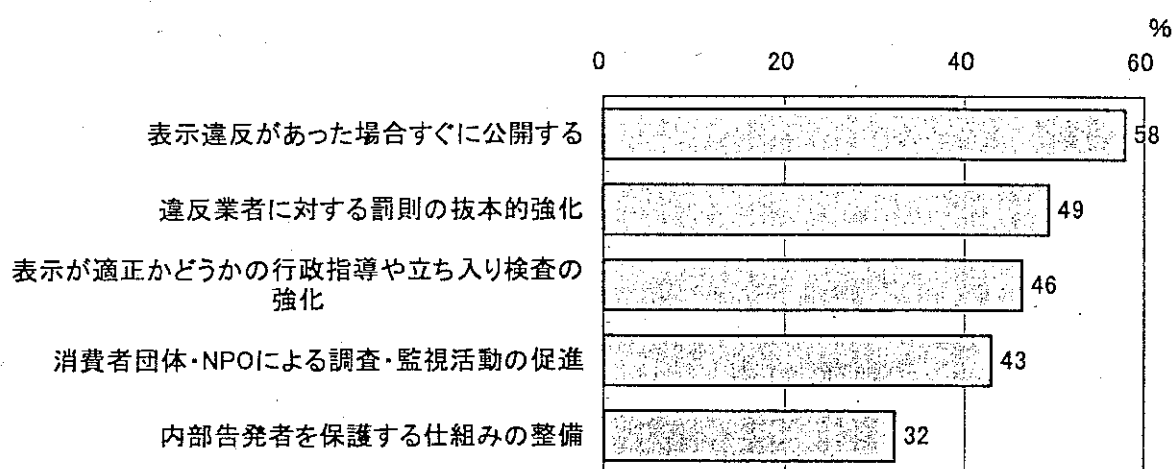 %
0 20 40 60
表示違反があった場合すぐに公開する 58
違反業者に対する罰則の抜本的強化 49
表示が適正かどうかの行政指導や立ち入り検査の
強化 46
消費者団体・NPOによる調査・監視活動の促進 43
内部告発者を保護する仕組みの整備 32